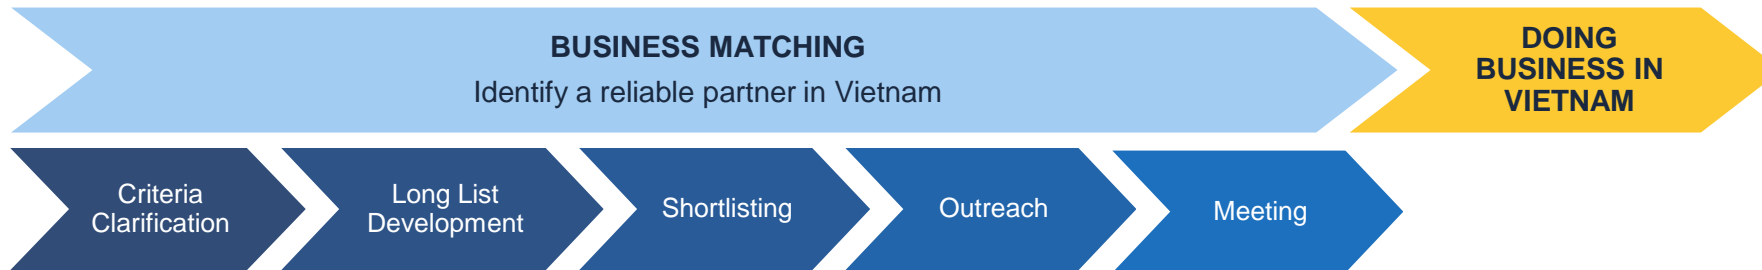 BUSINESS MATCHING
Identify a reliable partner in Vietnam
DOING
BUSINESS IN
VIETNAM
Criteria
Clarification
Long List
Development
Shortlisting
Outreach
Meeting